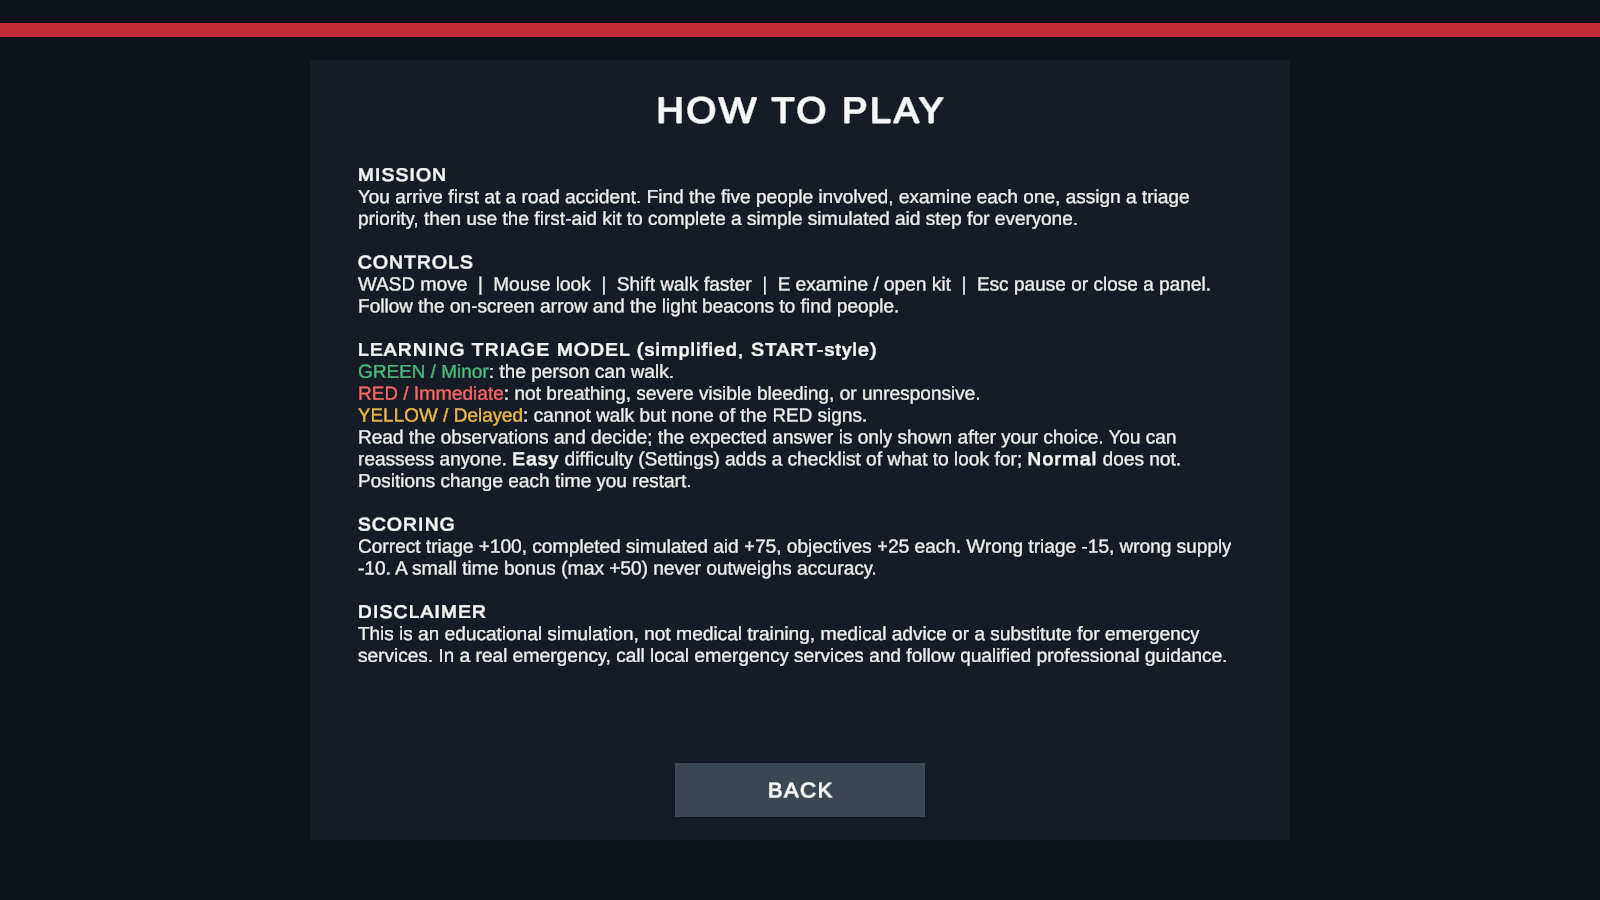 HOW TO PLAY
MISSION
You arrive first at a road accident. Find the five people involved, examine each one, assign a triage
priority, then use the first-aid kit to complete a simple simulated aid step for everyone.
CONTROLS
WASD move | Mouse look | Shift walk faster | E examine / open kit | Esc pause or close a panel.
Follow the on-screen arrow and the light beacons to find people.
LEARNING TRIAGE MODEL (simplified, START-style)
GREEN / Minor: the person can walk.
RED / Immediate: not breathing, severe visible bleeding, or unresponsive.
YELLOW / Delayed: cannot walk but none of the RED signs.
Read the observations and decide; the expected answer is only shown after your choice. You can
reassess anyone. Easy difficulty (Settings) adds a checklist of what to look for; Normal does not.
Positions change each time you restart.
SCORING
Correct triage +100, completed simulated aid +75, objectives +25 each. Wrong triage -15, wrong supply
-10. A small time bonus (max +50) never outweighs accuracy.
DISCLAIMER
This is an educational simulation, not medical training, medical advice or a substitute for emergency
services. In a real emergency, call local emergency services and follow qualified professional guidance.
BACK